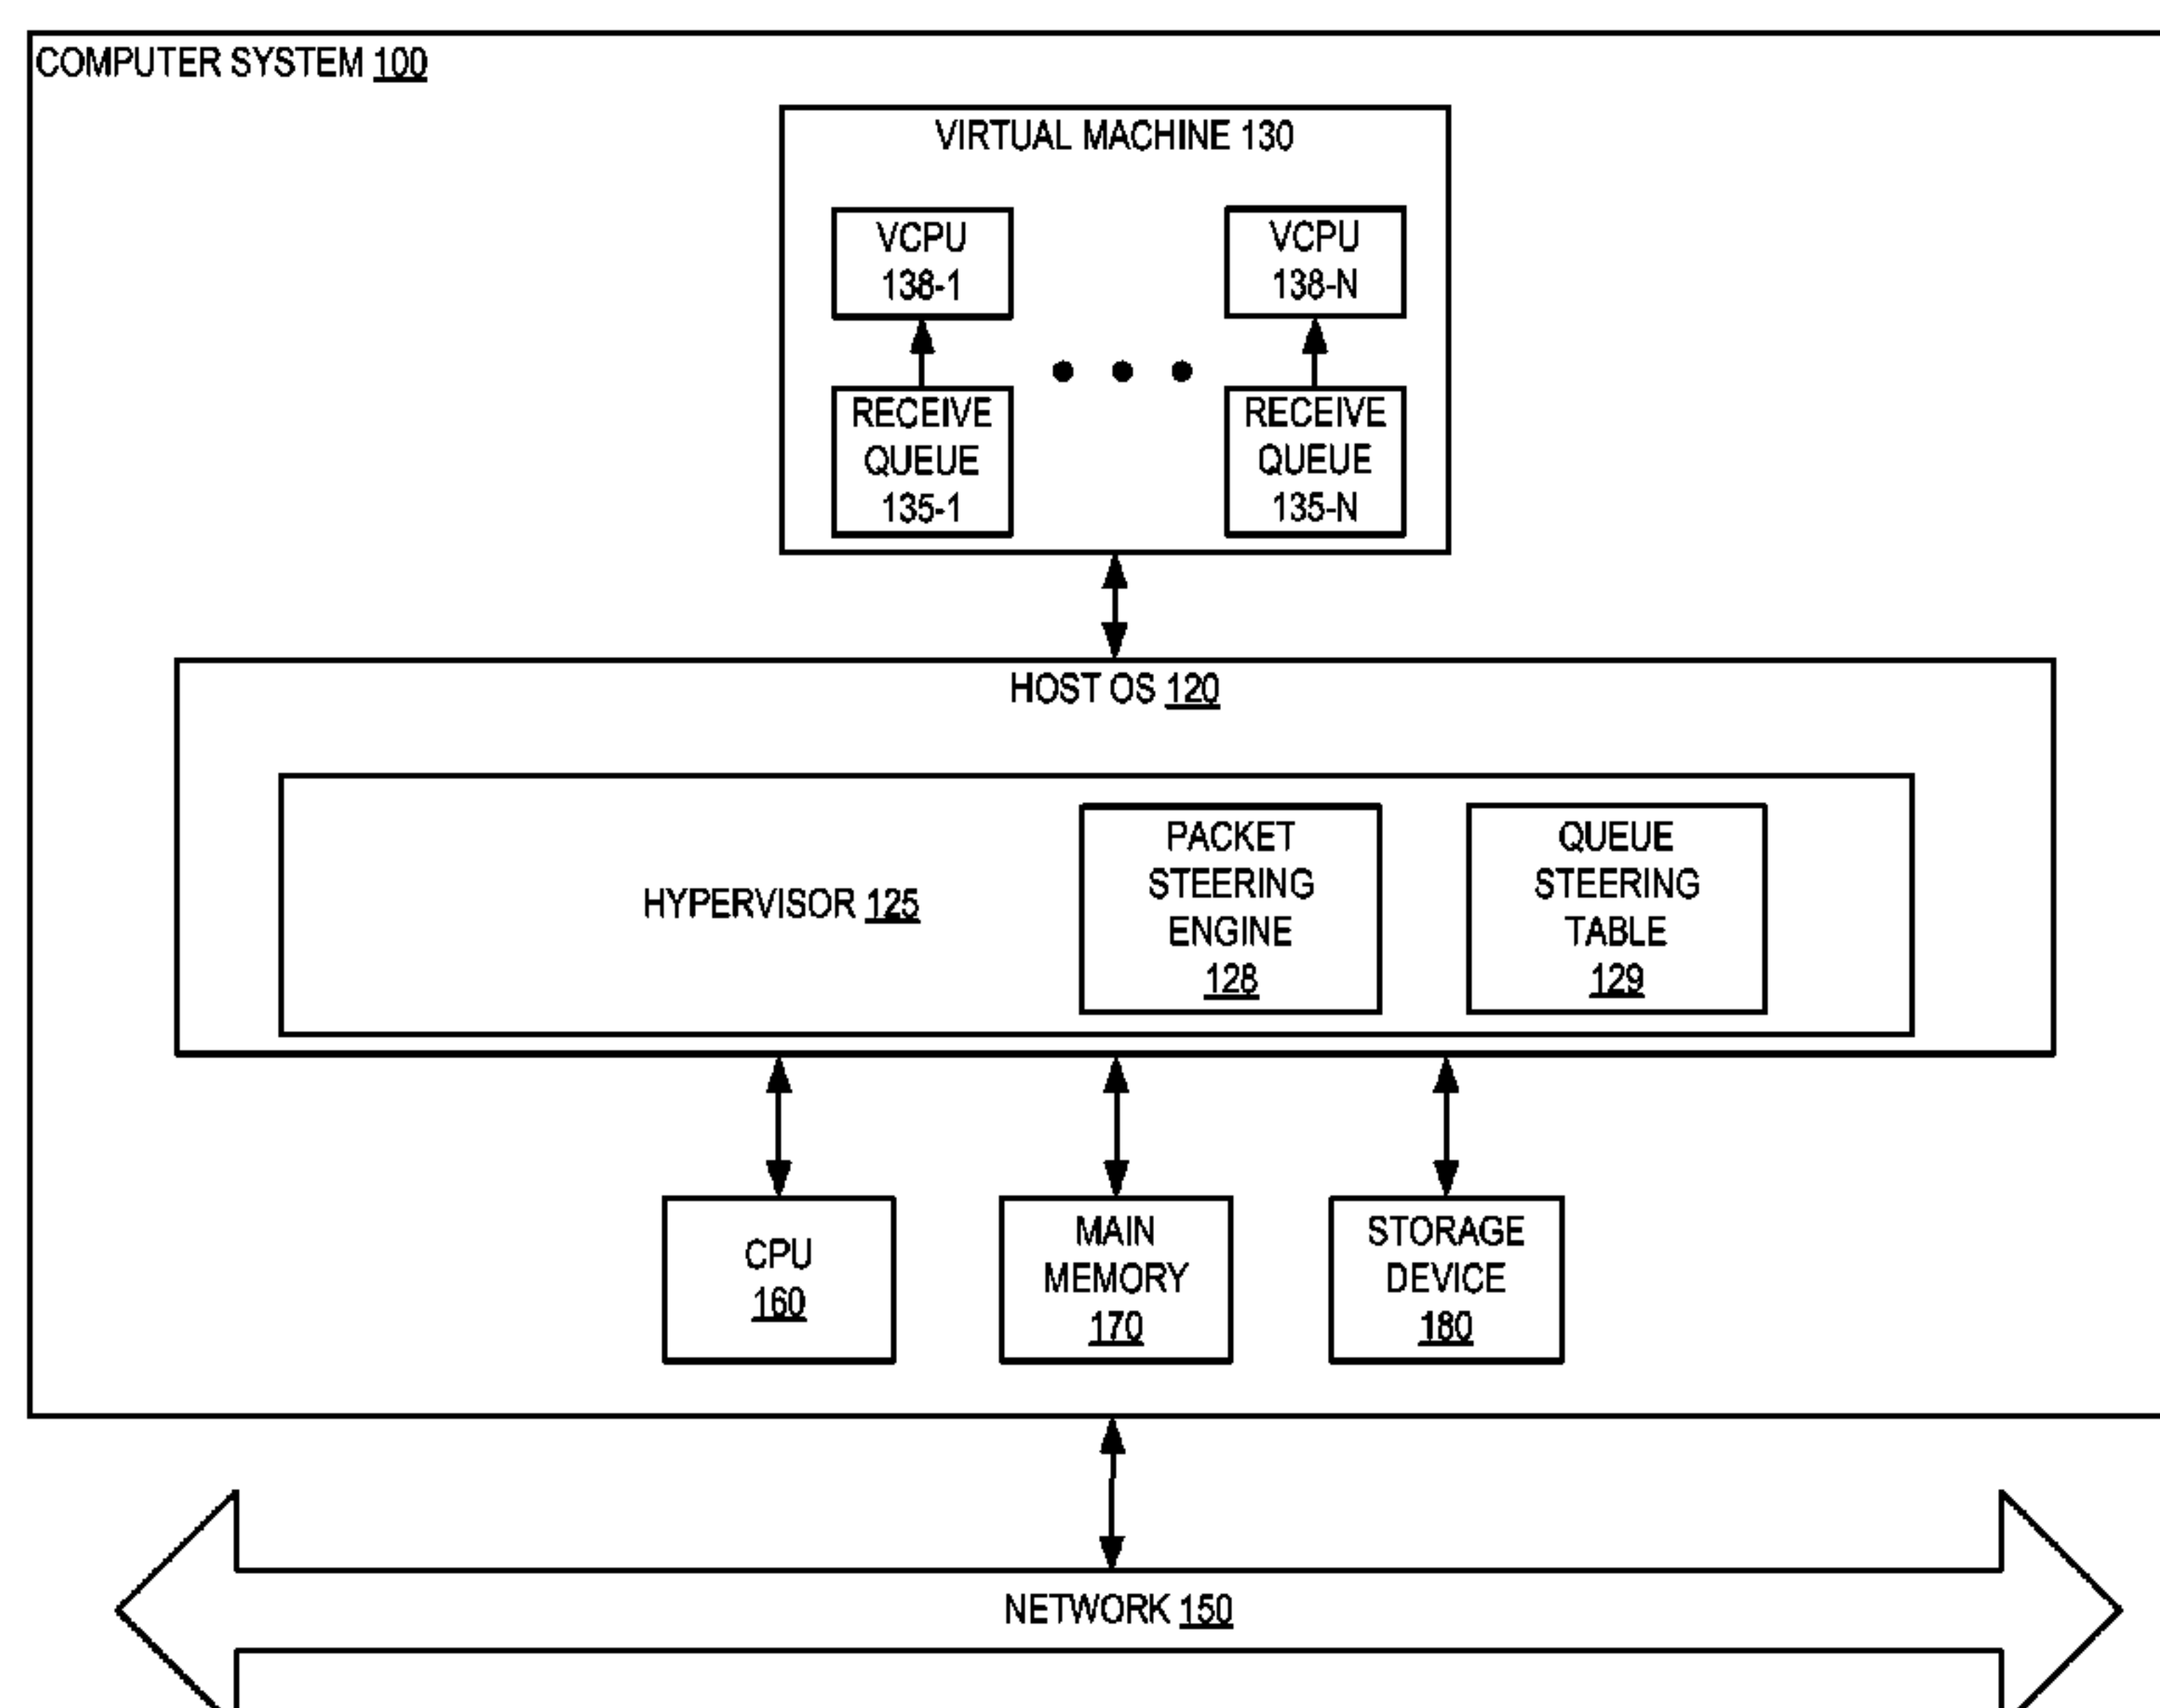 COMPUTER SYSTEM 100
VIRTUAL MACHINE 130
VCPU
138-1
VCPU
138-N
RECEIVE
QUEUE
135-1
RECEIVE
QUEUE
135-N
HOST OS 120
HYPERVISOR 125
PACKET
STEERING
ENGINE
128
QUEUE
STEERING
TABLE
129
CPU
160
MAIN
MEMORY
170
STORAGE
DEVICE
180
NETWORK 150